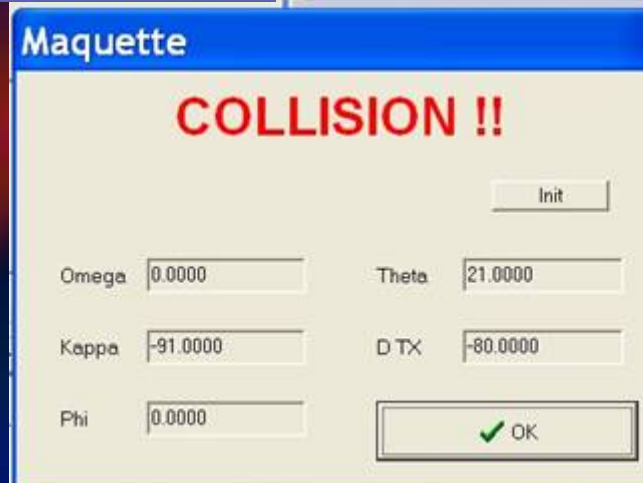 Maquette
COLLISION !!
Init
Omega 0.0000 Theta 21.0000
Kappa -91.0000 D TX -80.0000
Phi 0.0000 OK